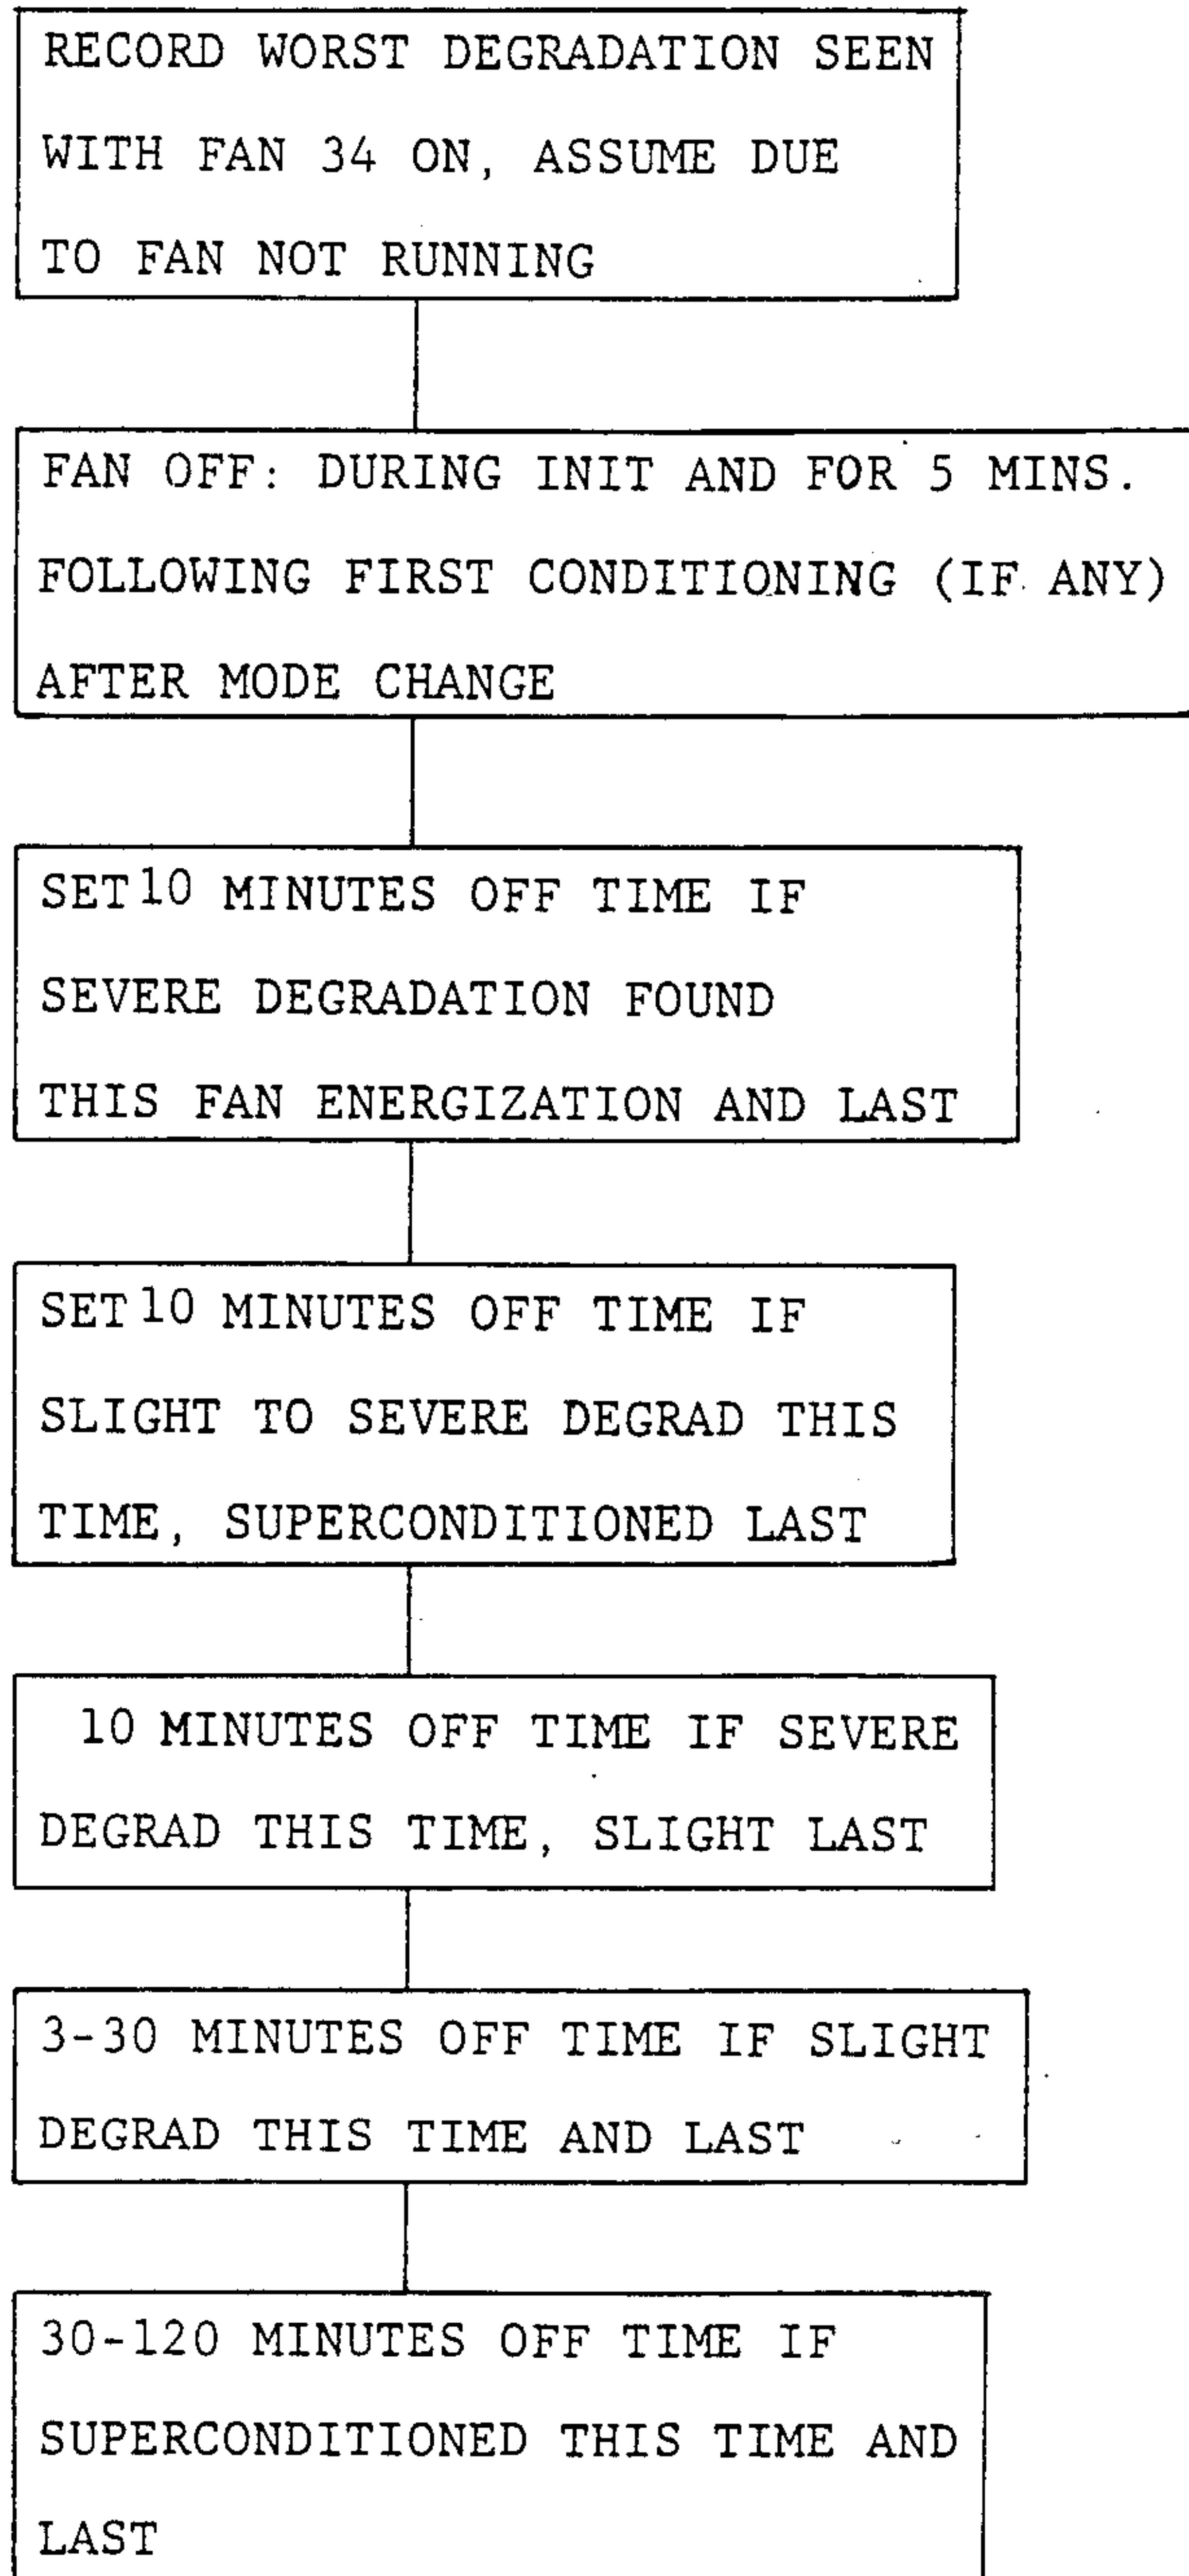 RECORD WORST DEGRADATION SEEN
WITH FAN 34 ON, ASSUME DUE
TO FAN NOT RUNNING
FAN OFF: DURING INIT AND FOR 5 MINS.
FOLLOWING FIRST CONDITIONING (IF ANY)
AFTER MODE CHANGE
SET 10 MINUTES OFF TIME IF
SEVERE DEGRADATION FOUND
THIS FAN ENERGIZATION AND LAST
SET 10 MINUTES OFF TIME IF
SLIGHT TO SEVERE DEGRAD THIS
TIME, SUPERCONDITIONED LAST
10 MINUTES OFF TIME IF SEVERE
DEGRAD THIS TIME, SLIGHT LAST
3-30 MINUTES OFF TIME IF SLIGHT
DEGRAD THIS TIME AND LAST
30-120 MINUTES OFF TIME IF
SUPERCONDITIONED THIS TIME AND
LAST